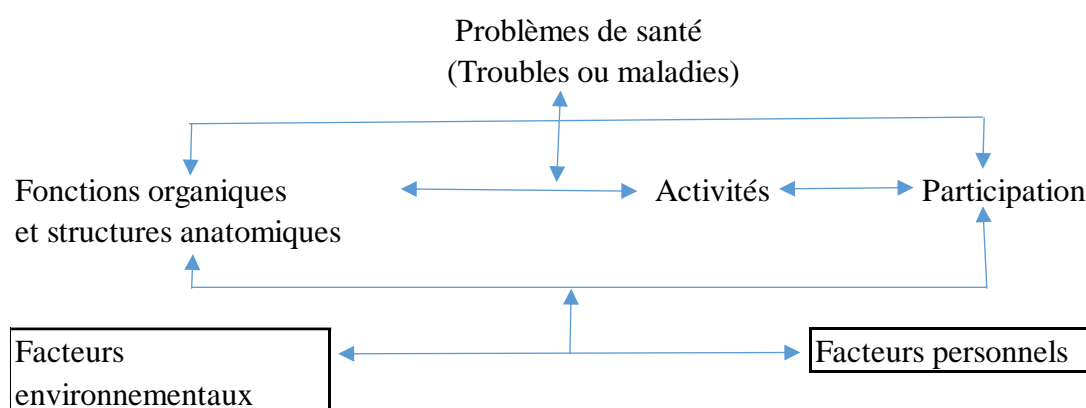 Problèmes de santé
(Troubles ou maladies)
Fonctions organiques
et structures anatomiques
Activités
Participation
Facteurs
environnementaux
Facteurs personnels